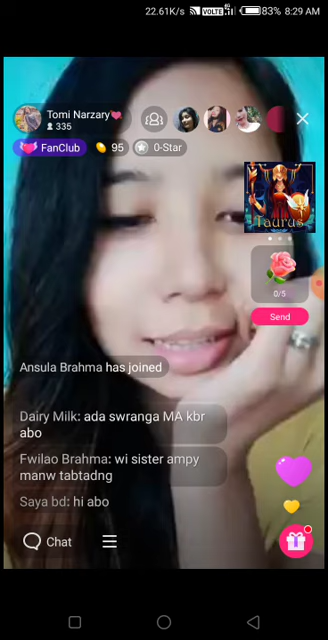 22.61K/s VOLTE 83% 8:29 AM
Tomi Narzary
335
FanClub 95 0-Star
Taurus
0/5
Send
Ansula Brahma has joined
Dairy Milk: ada swranga MA kbr
abo
Fwilao Brahma: wi sister ampy
manw tabtadng
Saya bd: hi abo
Chat